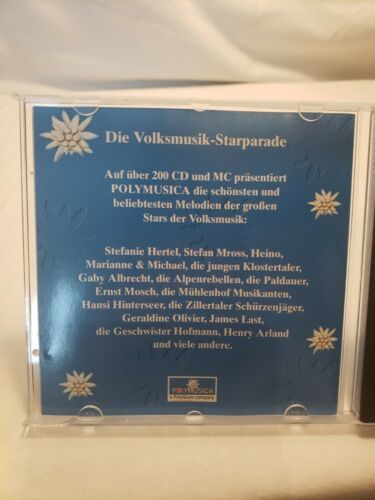 Die Volksmusik-Starparade
Auf über 200 CD und MC präsentiert
POLYMUSICA die schönsten und
beliebtesten Melodien der großen
Stars der Volksmusik:
Stefanie Hertel, Stefan Mross, Heino,
Marianne & Michael, die jungen Klostertaler,
Gaby Albrecht, die Alpenrebellen, die Paldauer,
Ernst Mosch, die Mühlenhof Musikanten,
Hansi Hinterseer, die Zillertaler Schürzenjäger,
Geraldine Olivier, James Last,
die Geschwister Hofmann, Henry Arland
und viele andere.
POLYMUSICA
a PolyGram company